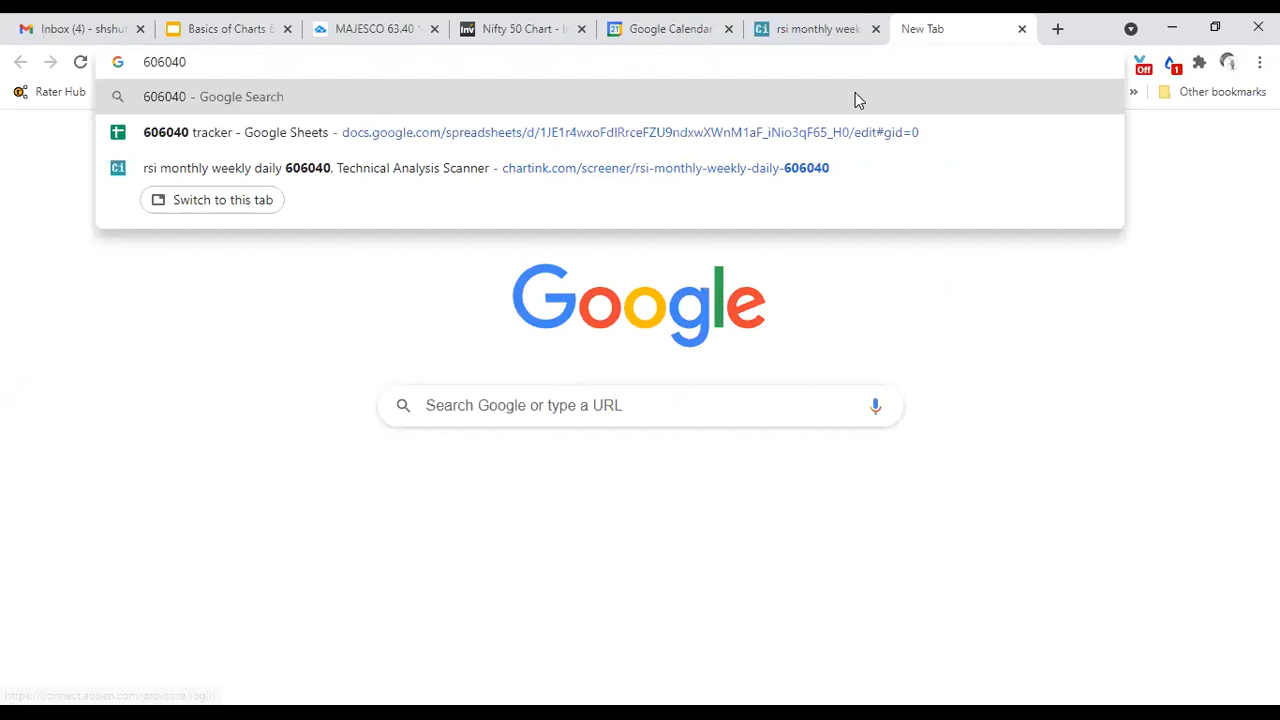 Inbox (4) - shshu
Basics of Charts &
MAJESCO 63.40
Nifty 50 Chart - In
Google Calendar
rsi monthly week
New Tab
606040
Off
1
Rater Hub
»
Other bookmarks
606040 - Google Search
606040 tracker - Google Sheets - docs.google.com/spreadsheets/d/1JE1r4wxoFdlRrceFZU9ndxwXWnM1aF_iNio3qF65_H0/edit#gid=0
rsi monthly weekly daily 606040, Technical Analysis Scanner - chartink.com/screener/rsi-monthly-weekly-daily-606040
Switch to this tab
Google
Search Google or type a URL